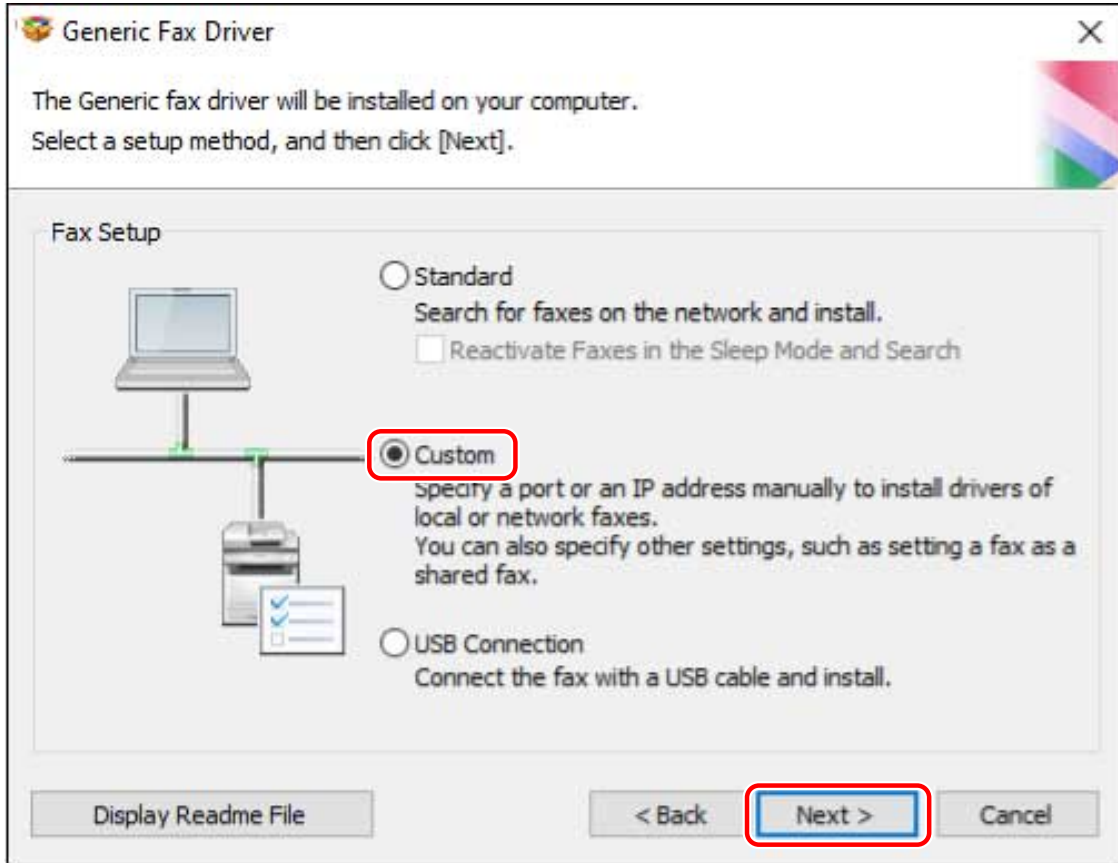 Generic Fax Driver
The Generic fax driver will be installed on your computer.
Select a setup method, and then click [Next].
Fax Setup
Standard
Search for faxes on the network and install.
Reactivate Faxes in the Sleep Mode and Search
Custom
Specify a port or an IP address manually to install drivers of
local or network faxes.
You can also specify other settings, such as setting a fax as a
shared fax.
USB Connection
Connect the fax with a USB cable and install.
Display Readme File
< Back
Next >
Cancel